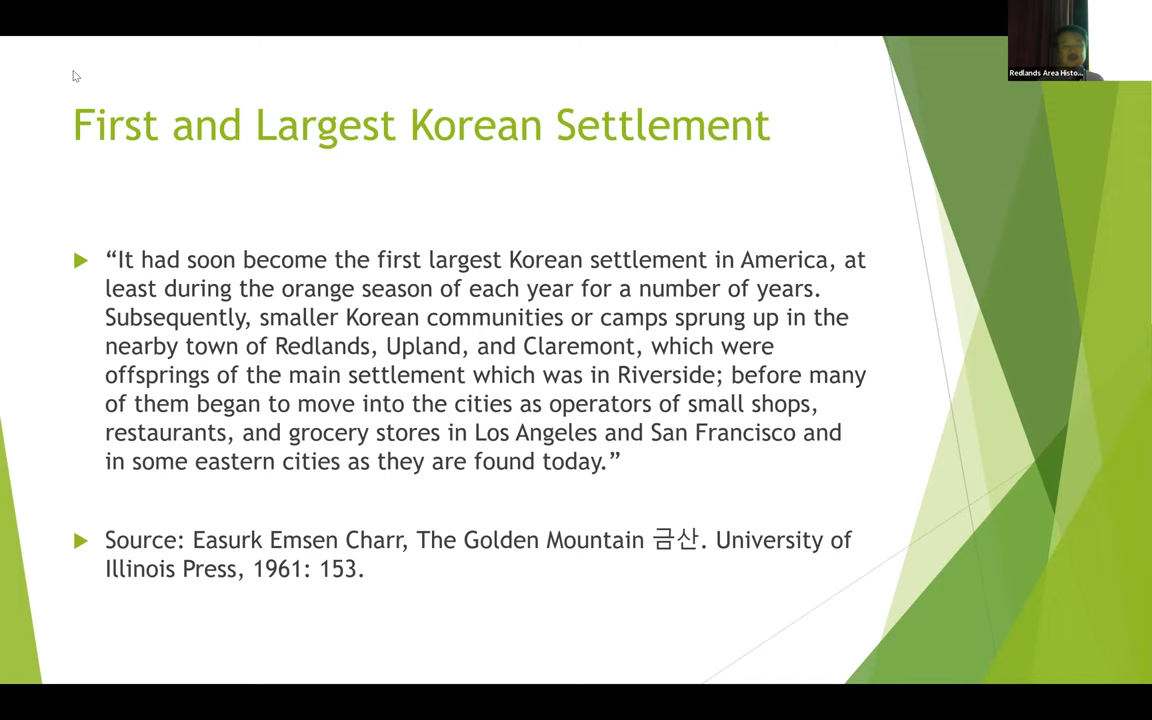 Redlands Area Histo...
First and Largest Korean Settlement
“It had soon become the first largest Korean settlement in America, at
least during the orange season of each year for a number of years.
Subsequently, smaller Korean communities or camps sprung up in the
nearby town of Redlands, Upland, and Claremont, which were
offsprings of the main settlement which was in Riverside; before many
of them began to move into the cities as operators of small shops,
restaurants, and grocery stores in Los Angeles and San Francisco and
in some eastern cities as they are found today.”
Source: Easurk Emsen Charr, The Golden Mountain 금산. University of
Illinois Press, 1961: 153.